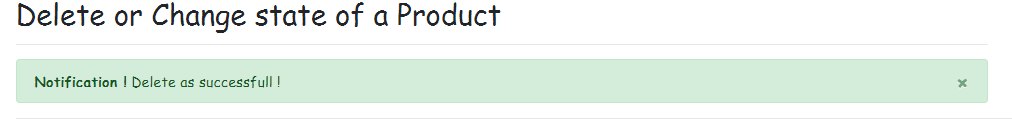 Delete or Change state of a Product
Notification ! Delete as successfull !
×